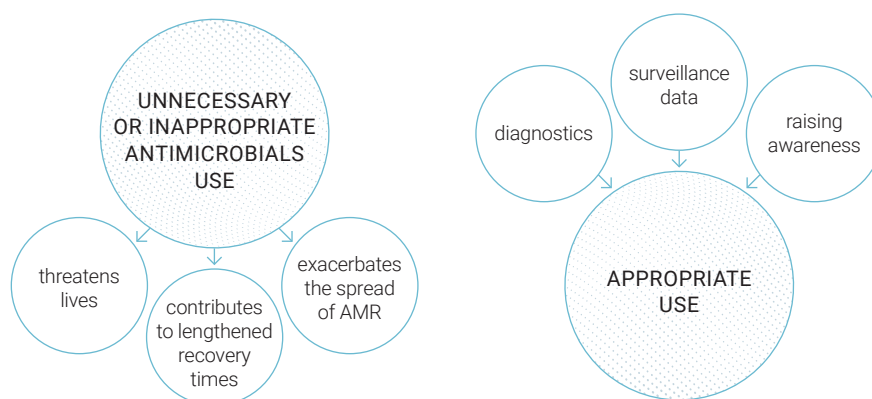 UNNECESSARY
OR INAPPROPRIATE
ANTIMICROBIALS
USE
threatens
lives
contributes
to lengthened
recovery
times
exacerbates
the spread
of AMR
diagnostics
surveillance
data
raising
awareness
APPROPRIATE
USE